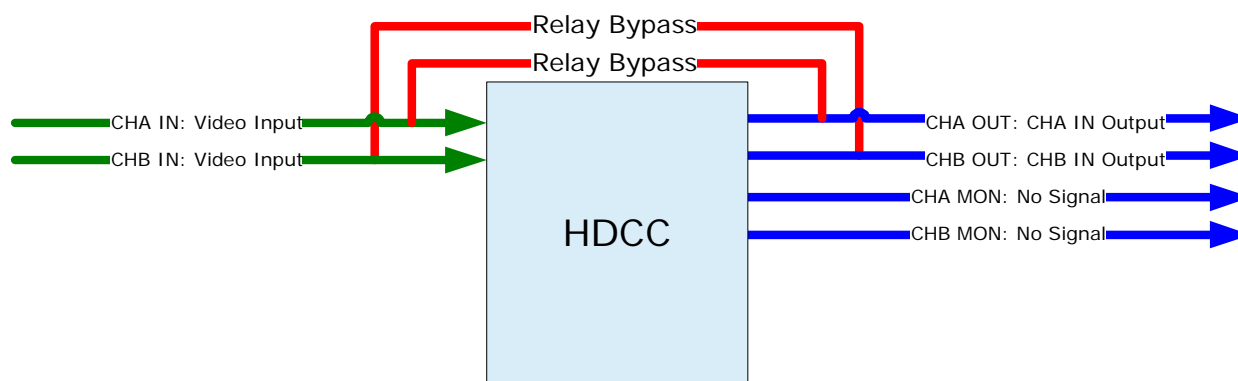 Relay Bypass
Relay Bypass
CHA IN: Video Input
CHB IN: Video Input
HDCC
CHA OUT: CHA IN Output
CHB OUT: CHB IN Output
CHA MON: No Signal
CHB MON: No Signal